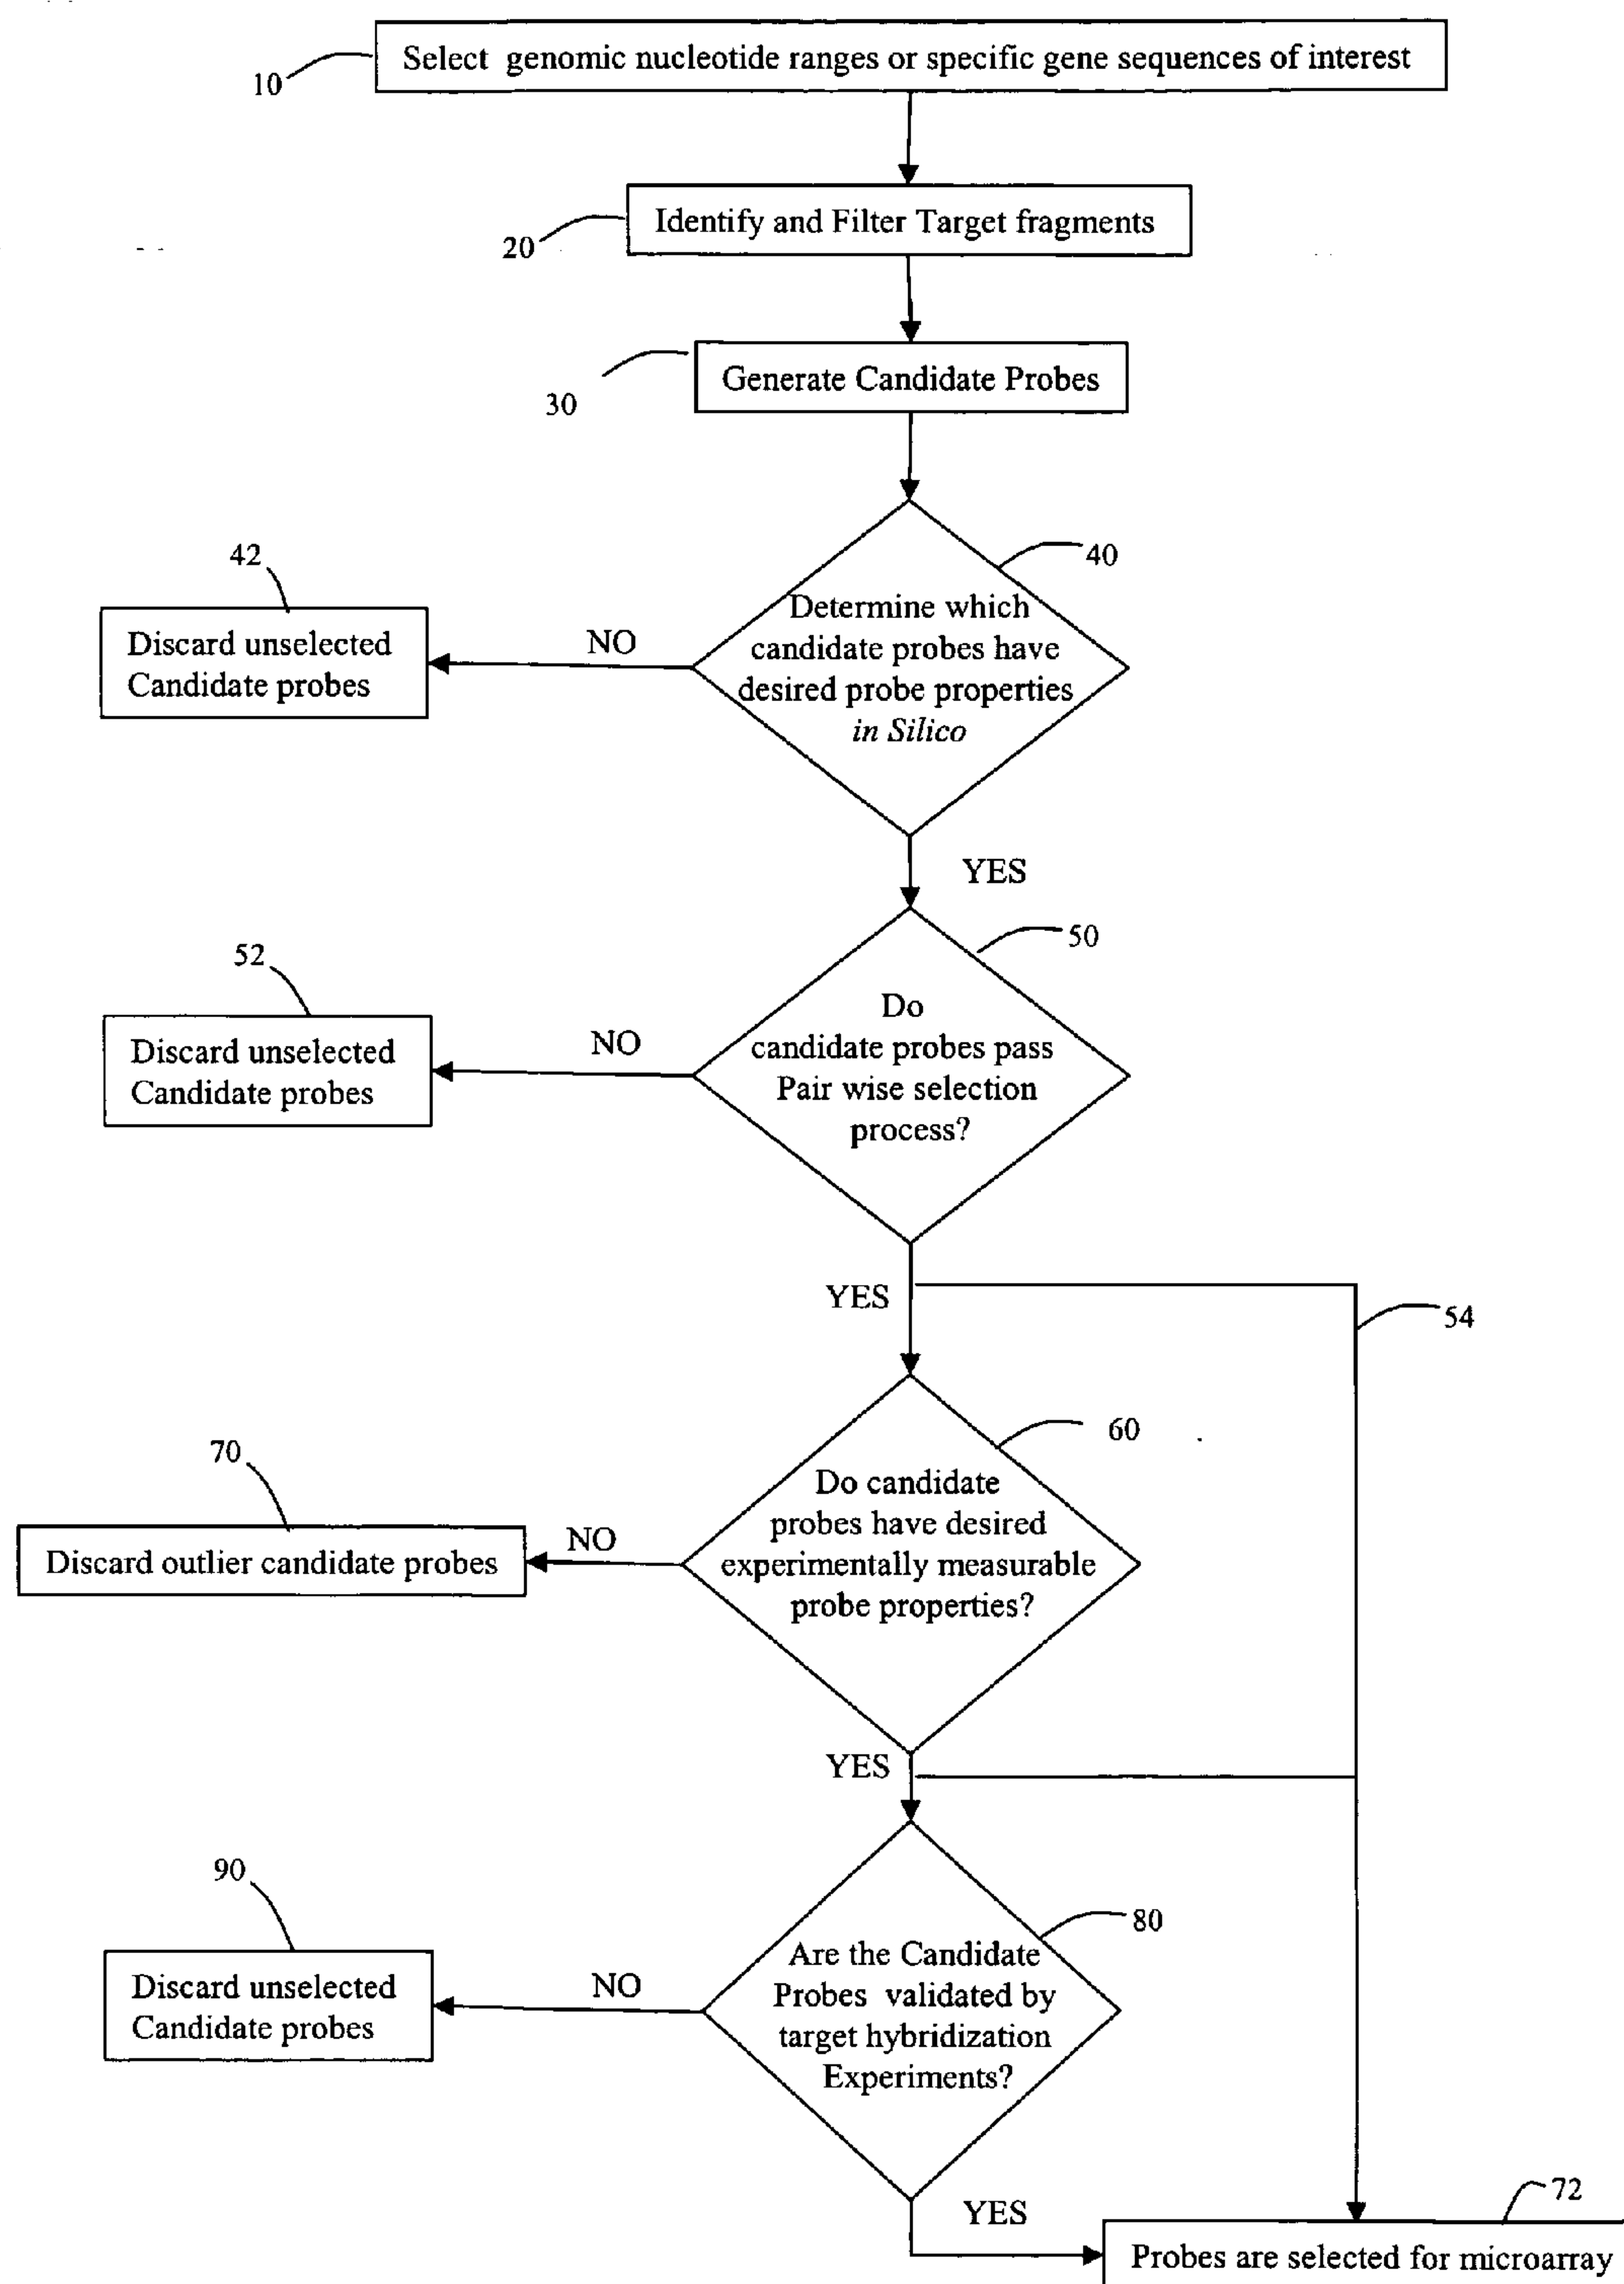 Select genomic nucleotide ranges or specific gene sequences of interest
10
Identify and Filter Target fragments
20
Generate Candidate Probes
30
40
42
Determine which
candidate probes have
desired probe properties
in Silico
NO
Discard unselected
Candidate probes
YES
50
52
Do
candidate probes pass
Pair wise selection
process?
NO
Discard unselected
Candidate probes
YES
54
60
70
Do candidate
probes have desired
experimentally measurable
probe properties?
NO
Discard outlier candidate probes
YES
90
80
Are the Candidate
Probes validated by
target hybridization
Experiments?
NO
Discard unselected
Candidate probes
YES
72
Probes are selected for microarray